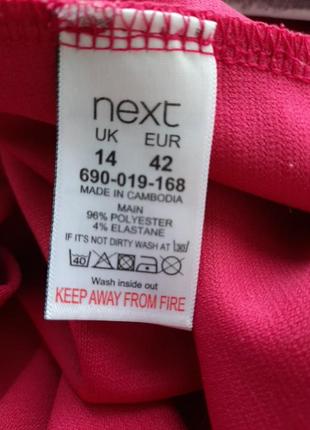 next
UK EUR
14 42
690-019-168
MADE IN CAMBODIA
MAIN
96% POLYESTER
4% ELASTANE
IF IT'S NOT DIRTY WASH AT 30
40
Wash inside out
KEEP AWAY FROM FIRE